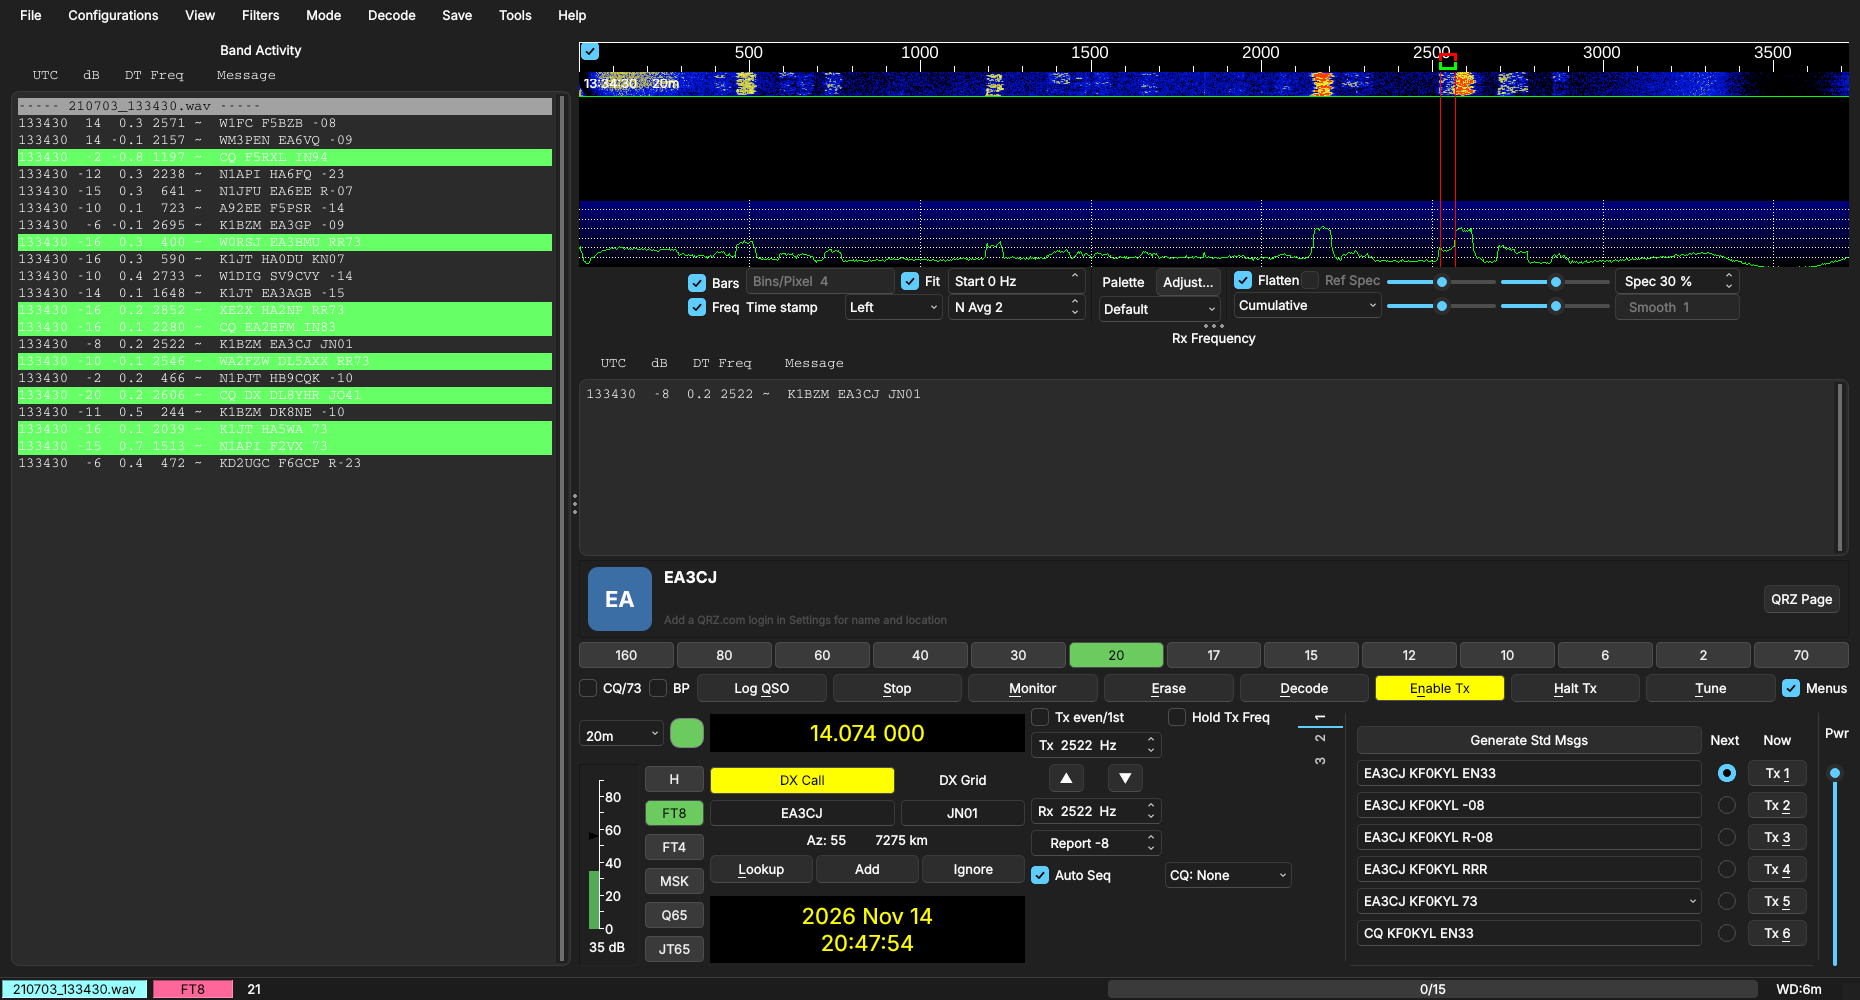 File Configurations View Filters Mode Decode Save Tools Help
Band Activity
UTC dB DT Freq Message
----- 210703_133430.wav -----
133430 14 0.3 2571 ~ W1FC F5BZB -08
133430 14 -0.1 2157 ~ WM3PEN EA6VQ -09
133430 -2 -0.8 1197 ~ CQ F5RXL IN94
133430 -12 0.3 2238 ~ N1API HA6FQ -23
133430 -15 0.3 641 ~ N1JFU EA6EE R-07
133430 -10 0.1 723 ~ A92EE F5PSR -14
133430 -6 -0.1 2695 ~ K1BZM EA3GP -09
133430 -16 0.3 400 ~ W0RSJ EA3BMU RR73
133430 -16 0.3 590 ~ K1JT HA0DU KN07
133430 -10 0.4 2733 ~ W1DIG SV9CVY -14
133430 -14 0.1 1648 ~ K1JT EA3AGB -15
133430 -16 0.2 2852 ~ XE2X HA2NP RR73
133430 -16 0.1 2280 ~ CQ EA2BFM IN83
133430 -8 0.2 2522 ~ K1BZM EA3CJ JN01
133430 -10 -0.1 2546 ~ WA2FZW DL5AXX RR73
133430 -2 0.2 466 ~ N1PJT HB9CQK -10
133430 -20 0.2 2606 ~ CQ DX DL8YHR JO41
133430 -11 0.5 244 ~ K1BZM DK8NE -10
133430 -16 0.1 2039 ~ K1JT HA5WA 73
133430 -15 0.7 1513 ~ N1API F2VX 73
133430 -6 0.4 472 ~ KD2UGC F6GCP R-23
500 1000 1500 2000 2500 3000 3500
13:34:30 20m
Bars Bins/Pixel 4 Fit Start 0 Hz Palette Adjust... Flatten Ref Spec Spec 30 %
Freq Time stamp Left N Avg 2 Default Cumulative Smooth 1
Rx Frequency
UTC dB DT Freq Message
133430 -8 0.2 2522 ~ K1BZM EA3CJ JN01
EA
EA3CJ
Add a QRZ.com login in Settings for name and location
QRZ Page
160 80 60 40 30 20 17 15 12 10 6 2 70
CQ/73 BP Log QSO Stop Monitor Erase Decode Enable Tx Halt Tx Tune Menus
20m
14.074 000
Tx even/1st Hold Tx Freq
Tx 2522 Hz
▲ ▼
Rx 2522 Hz
Report -8
Auto Seq CQ: None
H
FT8
FT4
MSK
Q65
JT65
DX Call DX Grid
EA3CJ JN01
Az: 55 7275 km
Lookup Add Ignore
2026 Nov 14
20:47:54
80
60
40
20
0
35 dB
1
2
3
Generate Std Msgs Next Now Pwr
EA3CJ KF0KYL EN33 Tx 1
EA3CJ KF0KYL -08 Tx 2
EA3CJ KF0KYL R-08 Tx 3
EA3CJ KF0KYL RRR Tx 4
EA3CJ KF0KYL 73 Tx 5
CQ KF0KYL EN33 Tx 6
210703_133430.wav FT8 21 0/15 WD:6m